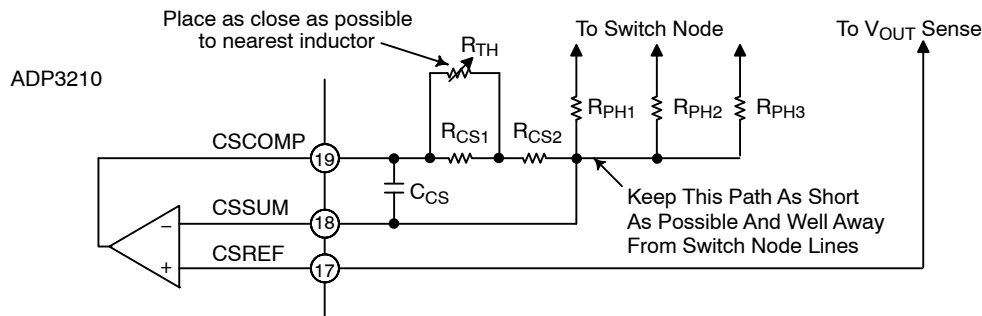 Place as close as possible
to nearest inductor
To Switch Node
To VOUT Sense
RTH
ADP3210
RPH1
RPH2
RPH3
RCS1
RCS2
CSCOMP
19
CCS
Keep This Path As Short
As Possible And Well Away
From Switch Node Lines
CSSUM
18
−
CSREF
17
+